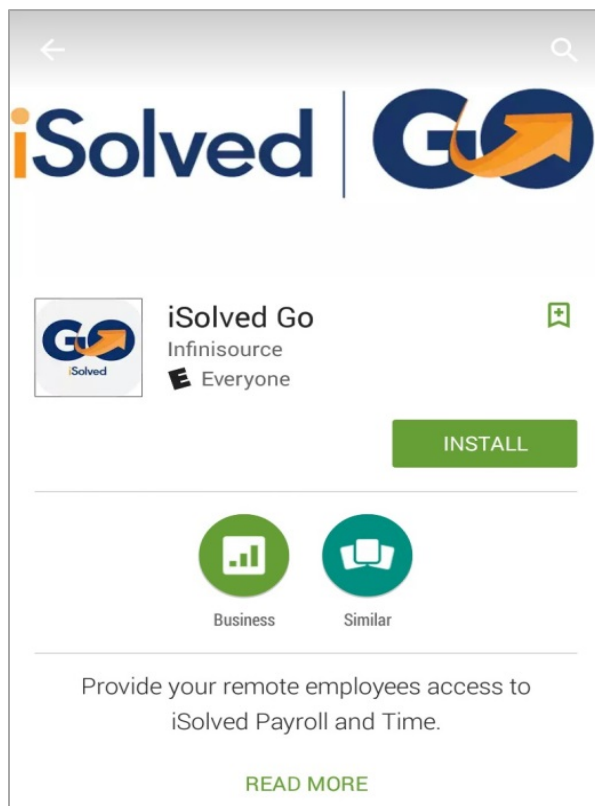 iSolved GO
GO
iSolved
iSolved Go
Infinisource
E Everyone
INSTALL
Business
Similar
Provide your remote employees access to
iSolved Payroll and Time.
READ MORE